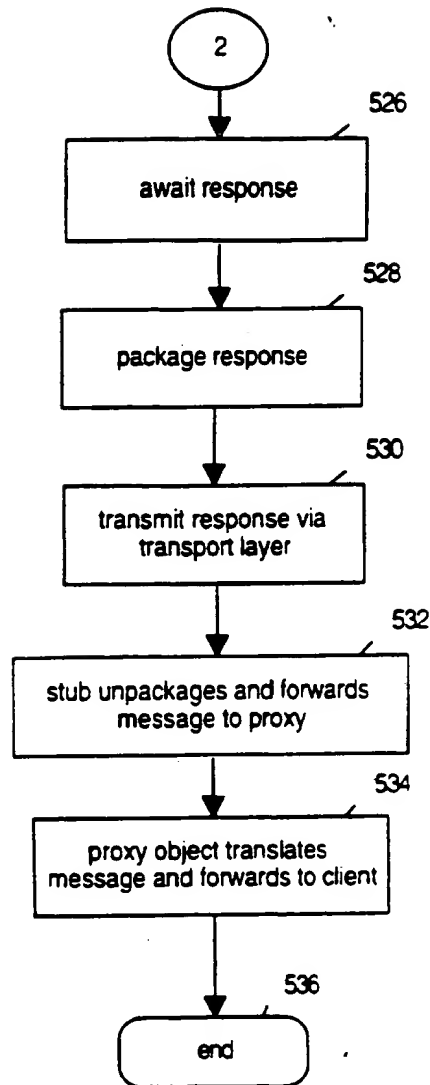 2
526
await response
528
package response
530
transmit response via
transport layer
532
stub unpackages and forwards
message to proxy
534
proxy object translates
message and forwards to client
536
end